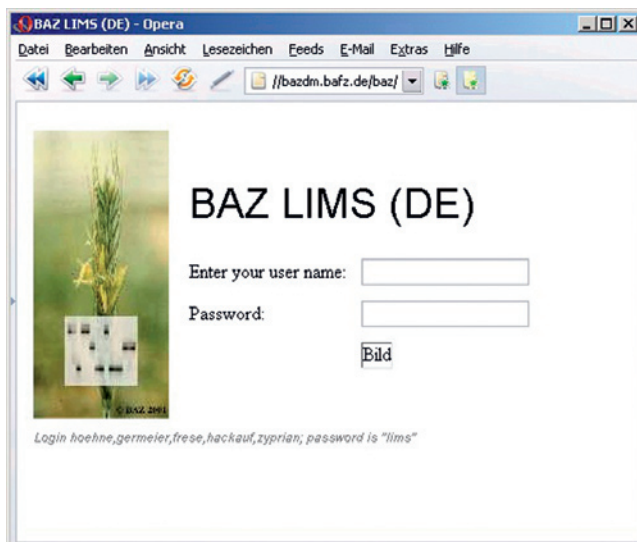 BAZ LIMS (DE) - Opera
Datei Bearbeiten Ansicht Lesezeichen Feeds E-Mail Extras Hilfe
//bazdm.bafz.de/baz/
BAZ LIMS (DE)
Enter your user name:
Password:
Bild
© BAZ 2001
Login hoehne,germeier,frese,hackauf,zyprian; password is "lims"